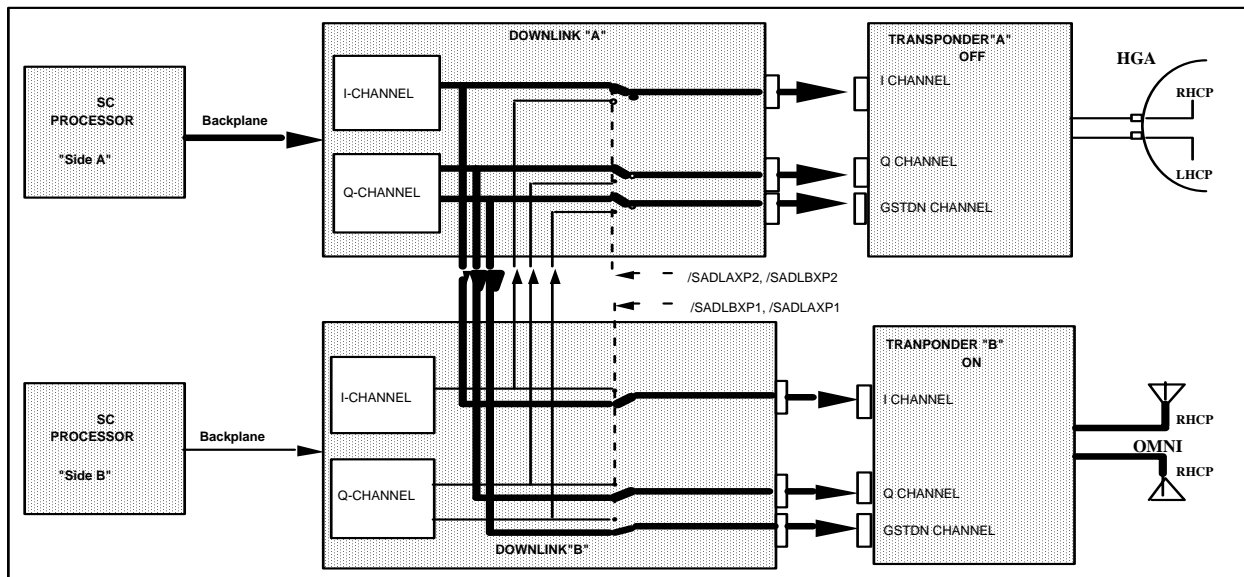 DOWNLINK "A"
TRANSPONDER"A"
OFF
HGA
SC
PROCESSOR
"Side A"
Backplane
I-CHANNEL
I CHANNEL
RHCP
Q-CHANNEL
Q CHANNEL
LHCP
GSTDN CHANNEL
/SADLAXP2, /SADLBXP2
/SADLBXP1, /SADLAXP1
TRANPONDER "B"
ON
SC
PROCESSOR
"Side B"
Backplane
I-CHANNEL
I CHANNEL
RHCP
OMNI
RHCP
Q-CHANNEL
Q CHANNEL
GSTDN CHANNEL
DOWNLINK"B"